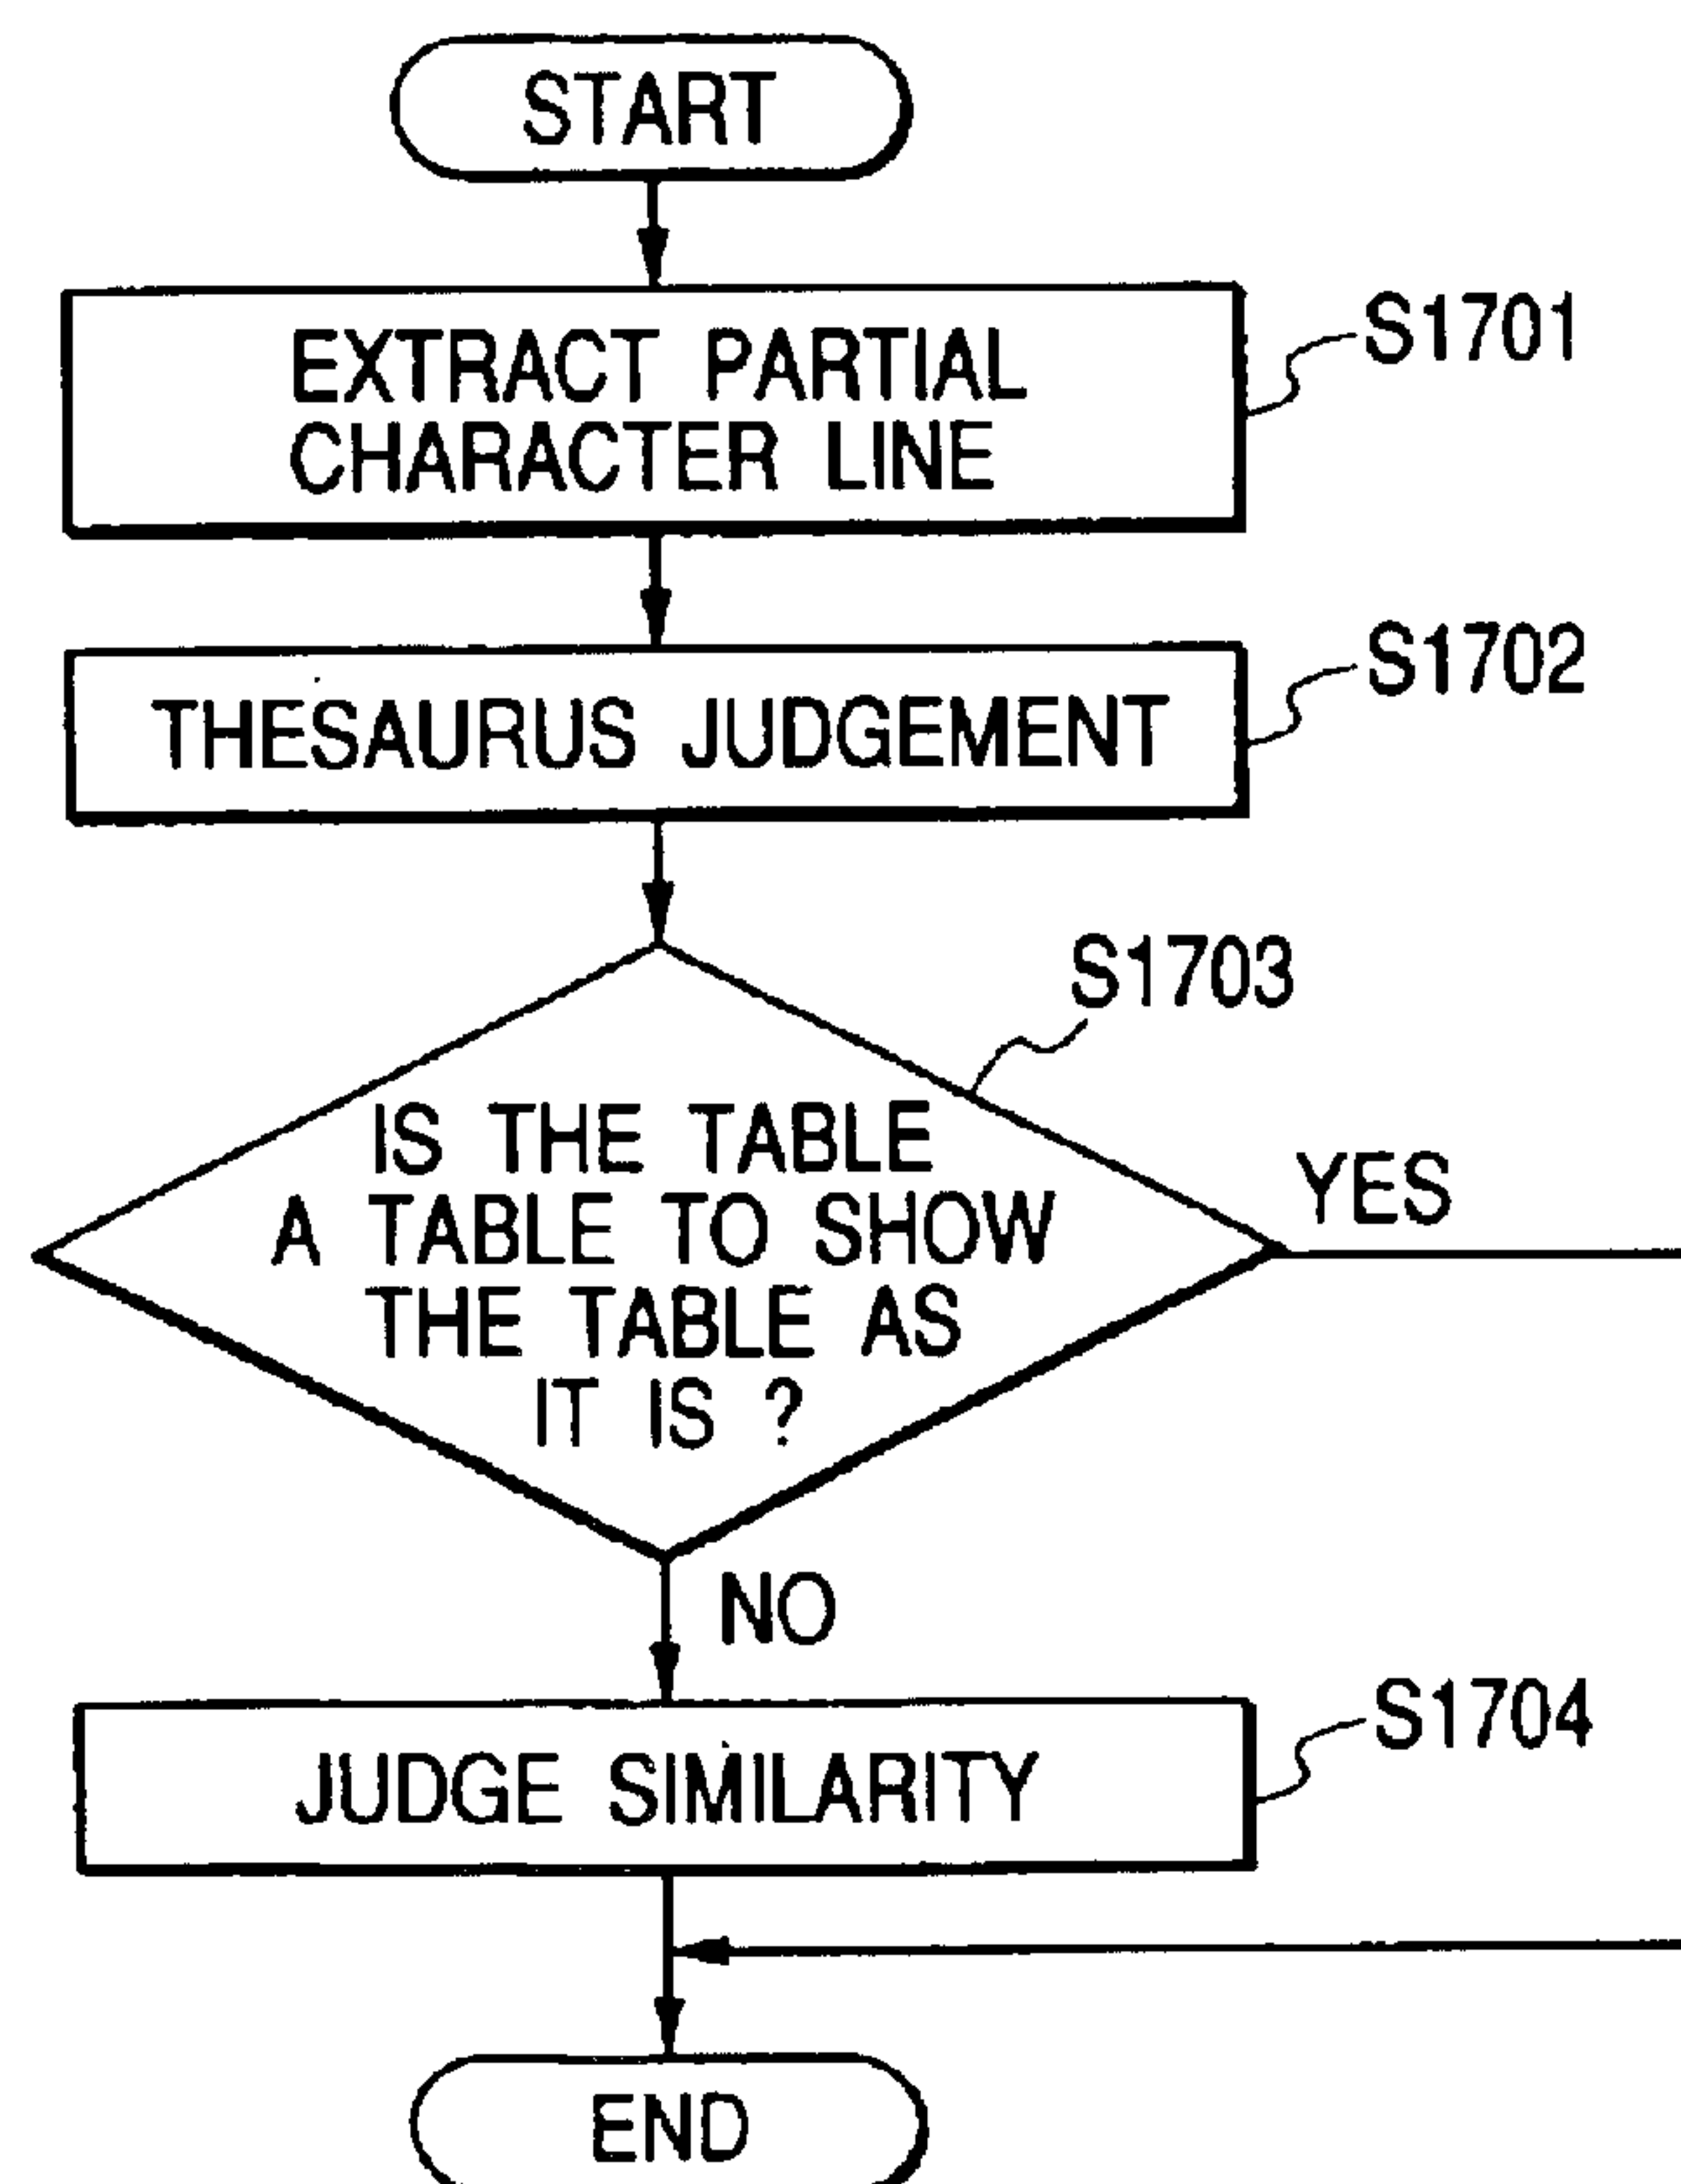 START
EXTRACT PARTIAL
CHARACTER LINE
S1701
THESAURUS JUDGEMENT
S1702
S1703
IS THE TABLE
A TABLE TO SHOW
THE TABLE AS
IT IS ?
YES
NO
JUDGE SIMILARITY
S1704
END